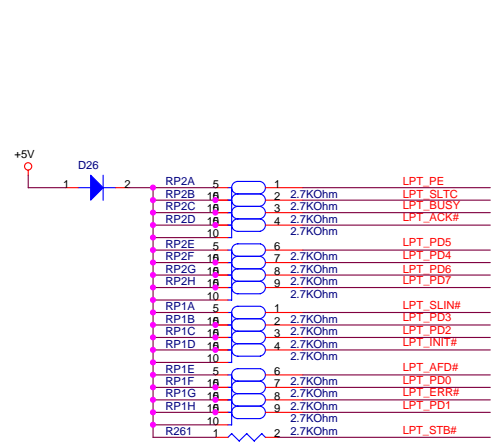 +5V
D26
1 2
RP2A 5 1 LPT_PE
RP2B 2 2.7KOhm LPT_SLTC
RP2C 3 2.7KOhm LPT_BUSY
RP2D 4 2.7KOhm LPT_ACK#
10 2.7KOhm
RP2E 5 6 LPT_PD5
RP2F 7 2.7KOhm LPT_PD4
RP2G 8 2.7KOhm LPT_PD6
RP2H 9 2.7KOhm LPT_PD7
10 2.7KOhm
RP1A 5 1 LPT_SLIN#
RP1B 2 2.7KOhm LPT_PD3
RP1C 3 2.7KOhm LPT_PD2
RP1D 4 2.7KOhm LPT_INIT#
10 2.7KOhm
RP1E 5 6 LPT_AFD#
RP1F 7 2.7KOhm LPT_PD0
RP1G 8 2.7KOhm LPT_ERR#
RP1H 9 2.7KOhm LPT_PD1
10 2.7KOhm
R261 1 2 2.7KOhm LPT_STB#